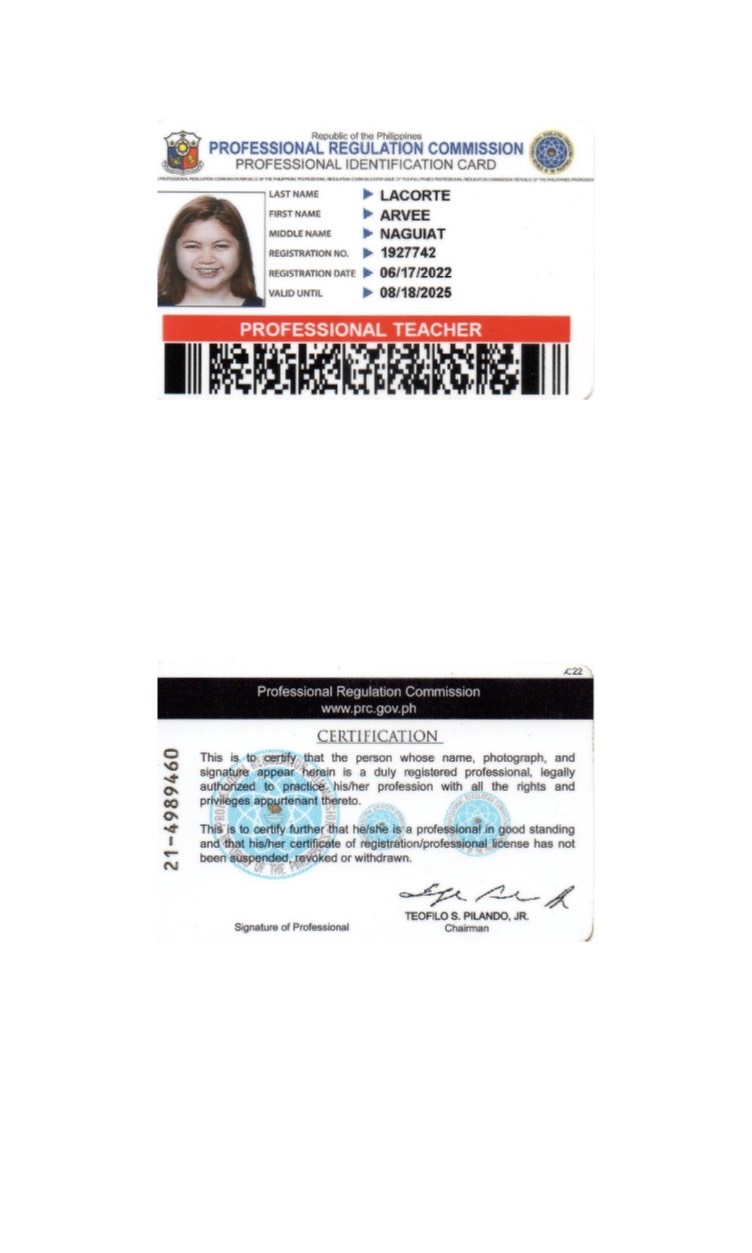 Republic of the Philippines
PROFESSIONAL REGULATION COMMISSION
PROFESSIONAL IDENTIFICATION CARD
LAST NAME LACORTE
FIRST NAME ARVEE
MIDDLE NAME NAGUIAT
REGISTRATION NO. 1927742
REGISTRATION DATE 06/17/2022
VALID UNTIL 08/18/2025
PROFESSIONAL TEACHER
Professional Regulation Commission
www.prc.gov.ph
CERTIFICATION
21-4989460
This is to certify that the person whose name, photograph, and
signature appear herein is a duly registered professional, legally
authorized to practice his/her profession with all the rights and
privileges appurtenant thereto.
This is to certify further that he/she is a professional in good standing
and that his/her certificate of registration/professional license has not
been suspended, revoked or withdrawn.
TEOFILO S. PILANDO, JR.
Signature of Professional
Chairman